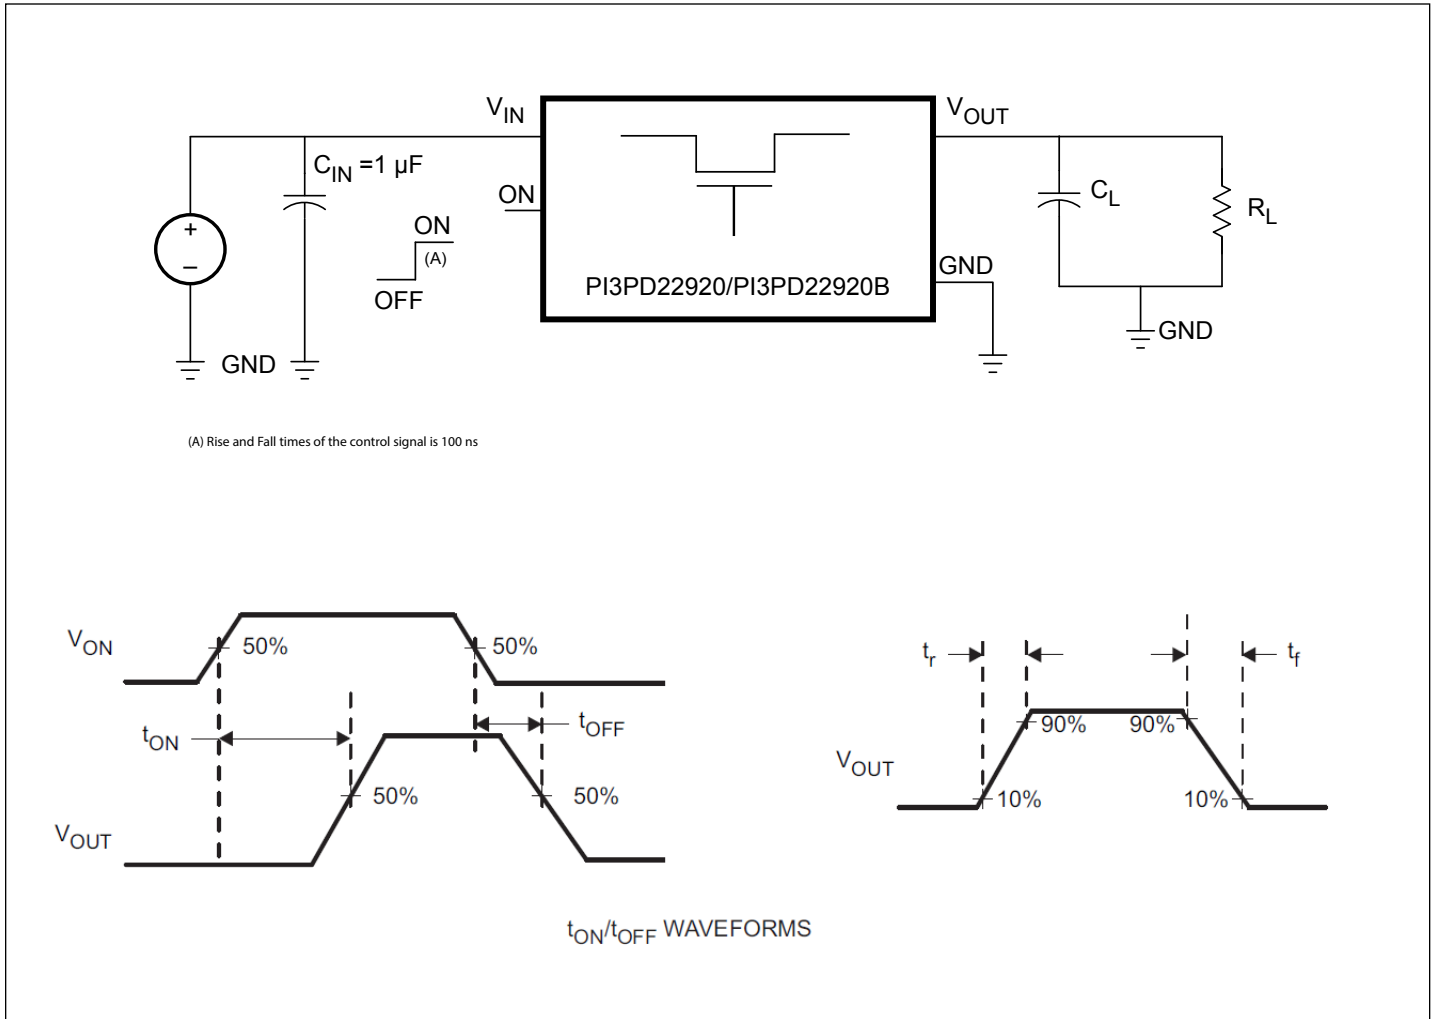 VIN
VOUT
CIN =1 µF
ON
CL
RL
ON
(A)
OFF
+
–
GND
PI3PD22920/PI3PD22920B
GND
GND
(A) Rise and Fall times of the control signal is 100 ns
VON
50%
50%
tON
tOFF
50%
50%
VOUT
tr
tf
90%
90%
VOUT
10%
10%
tON/tOFF WAVEFORMS